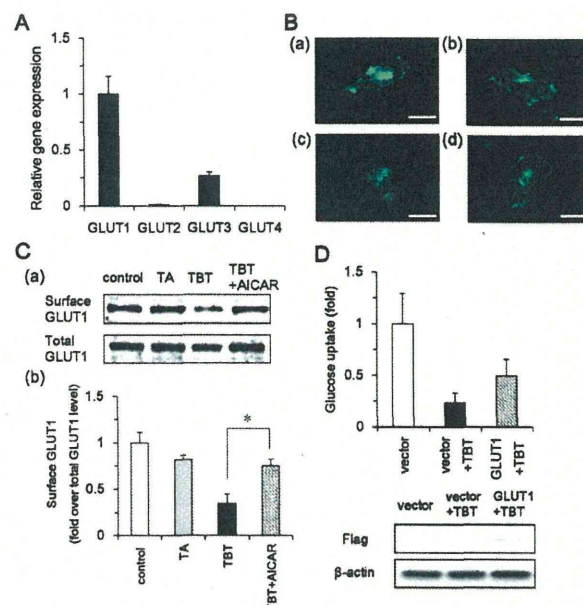 A
Relative gene expression
1.5
1
0.5
0
GLUT1 GLUT2 GLUT3 GLUT4
B
(a) (b)
(c) (d)
C
(a)
control TA TBT TBT +AICAR
Surface GLUT1
Total GLUT1
(b)
Surface GLUT1
(fold over total GLUT1 level)
1.5
1
0.5
0
*
control TA TBT TBT+AICAR
D
Glucose uptake (fold)
1.5
1
0.5
0
vector
vector +TBT
GLUT1 +TBT
vector
vector +TBT
GLUT1 +TBT
Flag
β-actin